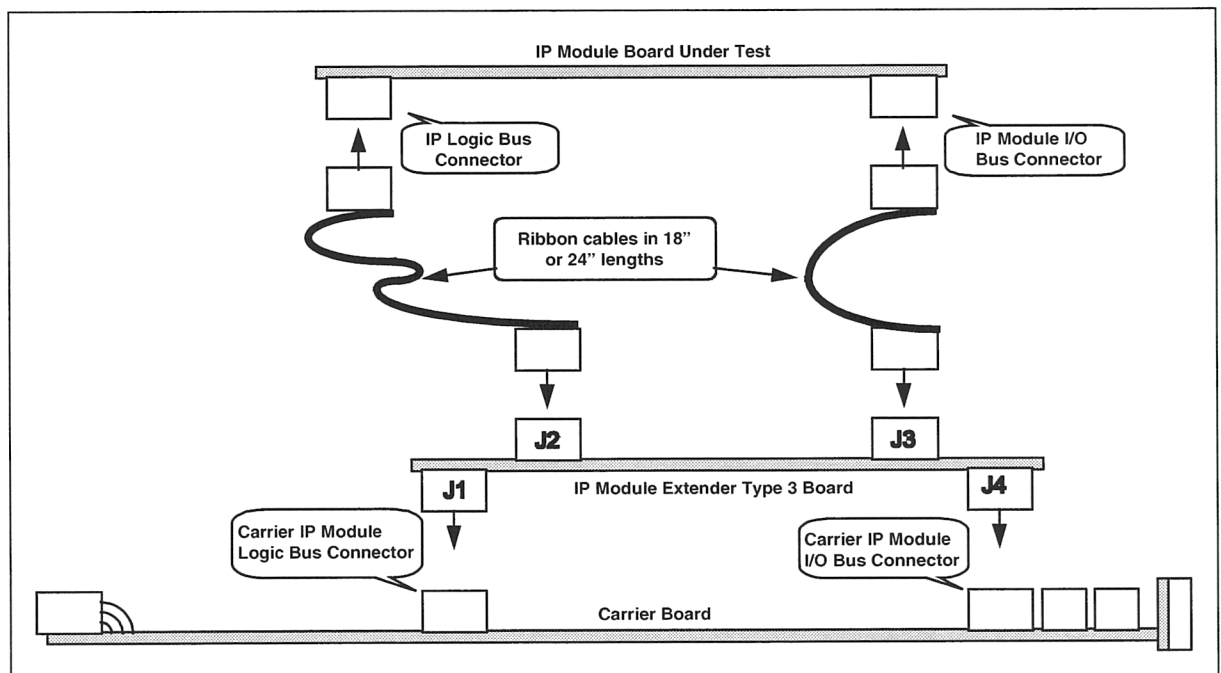 IP Module Board Under Test
IP Logic Bus
Connector
IP Module I/O
Bus Connector
Ribbon cables in 18”
or 24” lengths
J2
J3
J1
IP Module Extender Type 3 Board
J4
Carrier IP Module
Logic Bus Connector
Carrier IP Module
I/O Bus Connector
Carrier Board